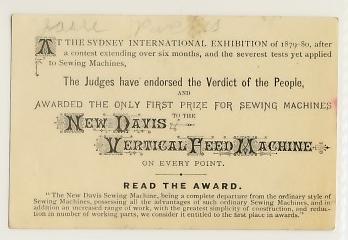 AT THE SYDNEY INTERNATIONAL EXHIBITION of 1879-80, after
a contest extending over six months, and the severest tests yet applied
to Sewing Machines,
The Judges have endorsed the Verdict of the People,
AND
AWARDED THE ONLY FIRST PRIZE FOR SEWING MACHINES
TO THE
NEW DAVIS
VERTICAL FEED MACHINE
ON EVERY POINT.
READ THE AWARD.
"The New Davis Sewing Machine, being a complete departure from the ordinary style of
Sewing Machines, possessing all the advantages of such ordinary Sewing Machines, and in
addition an increased range of work, with the greatest simplicity of construction, and reduc-
tion in number of working parts, we consider it entitled to the first place in awards."